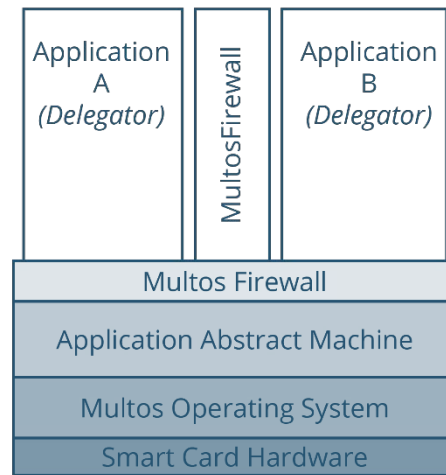 Application
A
(Delegator)
MultosFirewall
Application
B
(Delegator)
Multos Firewall
Application Abstract Machine
Multos Operating System
Smart Card Hardware